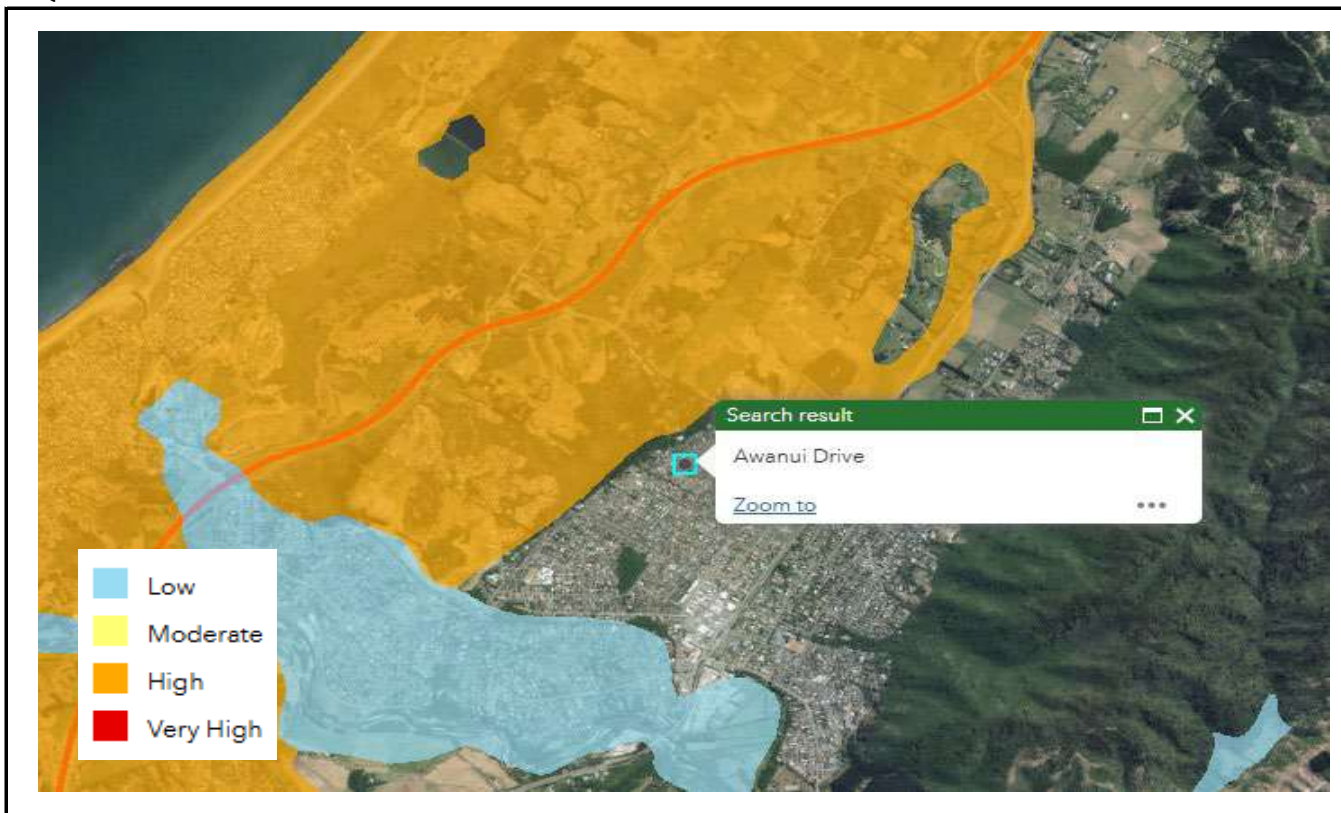 Search result
Awanui Drive
Zoom to
Low
Moderate
High
Very High